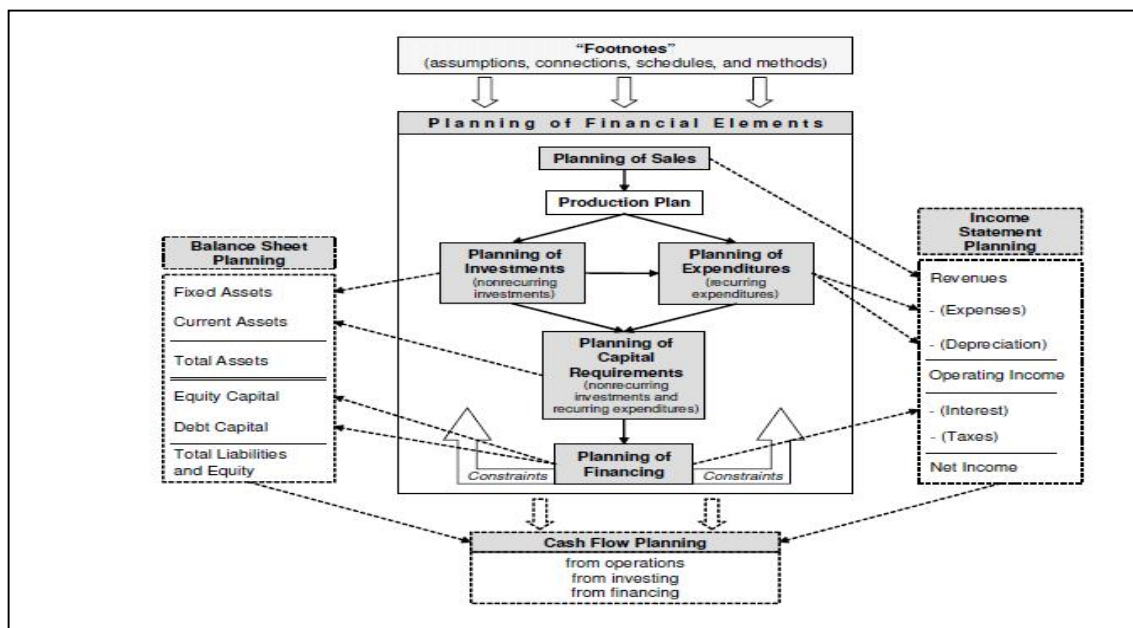 “Footnotes”
(assumptions, connections, schedules, and methods)
Planning of Financial Elements
Planning of Sales
Production Plan
Planning of
Investments
(nonrecurring
investments)
Planning of
Expenditures
(recurring
expenditures)
Planning of
Capital
Requirements
(nonrecurring
investments and
recurring expenditures)
Planning of
Financing
Constraints
Constraints
Balance Sheet
Planning
Fixed Assets
Current Assets
Total Assets
Equity Capital
Debt Capital
Total Liabilities
and Equity
Income
Statement
Planning
Revenues
- (Expenses)
- (Depreciation)
Operating Income
- (Interest)
- (Taxes)
Net Income
Cash Flow Planning
from operations
from investing
from financing